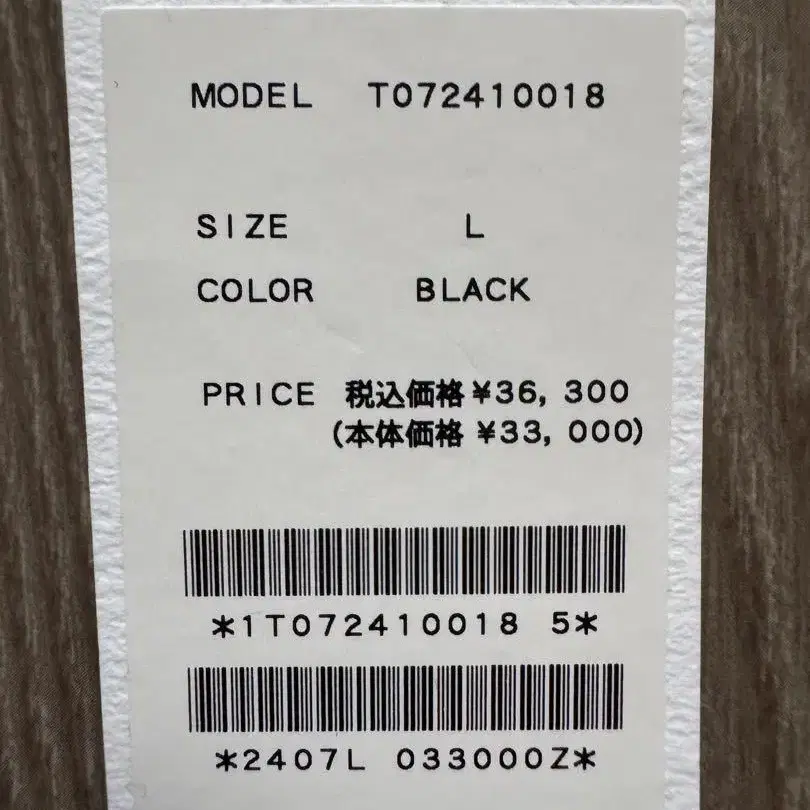 MODEL T072410018
SIZE L
COLOR BLACK
PRICE 税込価格 ¥36, 300
(本体価格 ¥33, 000)
*1T072410018 5*
*2407L 033000Z*